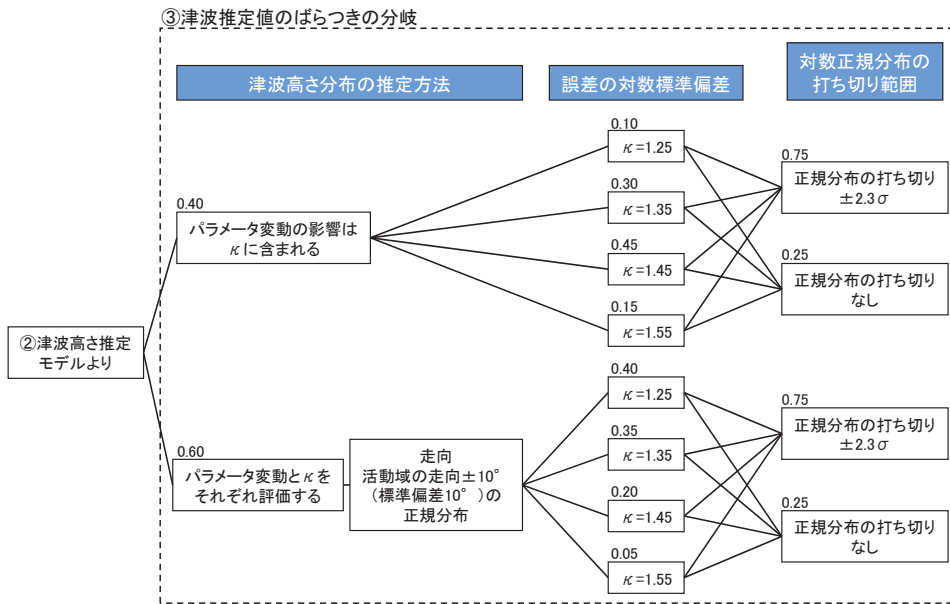 ③津波推定値のばらつきの分岐
津波高さ分布の推定方法
誤差の対数標準偏差
対数正規分布の
打ち切り範囲
②津波高さ推定
モデルより
0.40
パラメータ変動の影響は
κに含まれる
0.10
κ=1.25
0.30
κ=1.35
0.45
κ=1.45
0.15
κ=1.55
0.75
正規分布の打ち切り
±2.3σ
0.25
正規分布の打ち切り
なし
0.60
パラメータ変動とκを
それぞれ評価する
走向
活動域の走向±10°
(標準偏差10° )の
正規分布
0.40
κ=1.25
0.35
κ=1.35
0.20
κ=1.45
0.05
κ=1.55
0.75
正規分布の打ち切り
±2.3σ
0.25
正規分布の打ち切り
なし